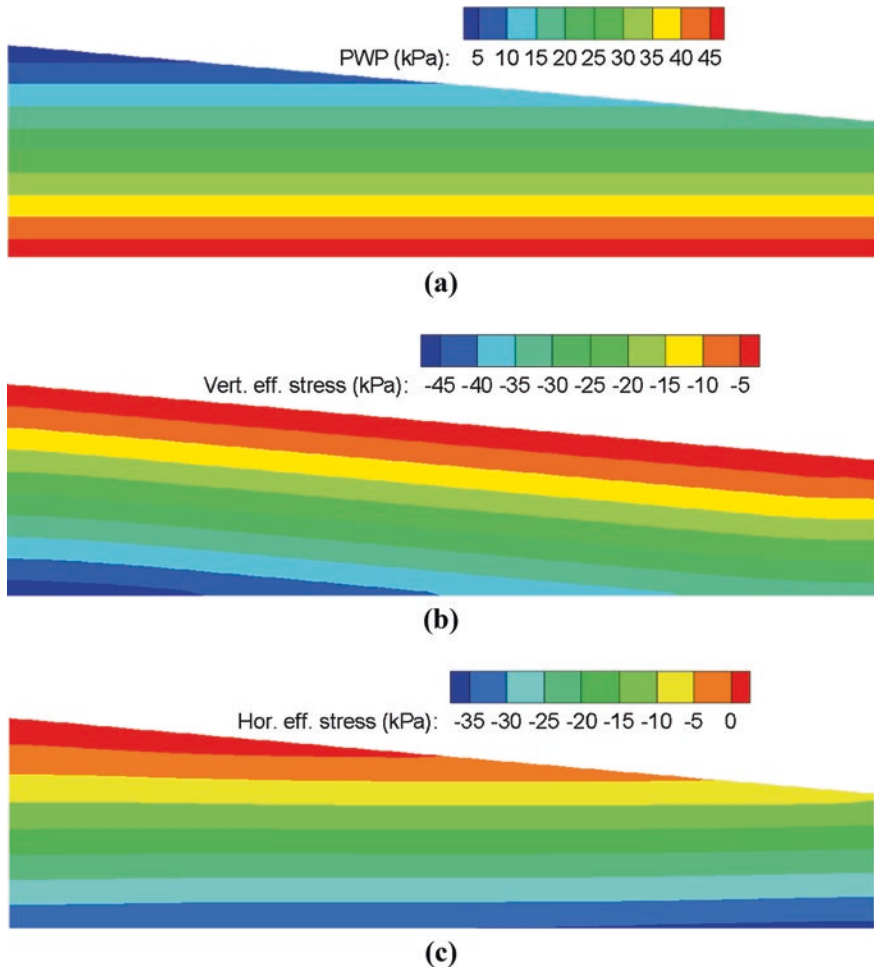 PWP (kPa): 5 10 15 20 25 30 35 40 45
(a)
Vert. eff. stress (kPa): -45 -40 -35 -30 -25 -20 -15 -10 -5
(b)
Hor. eff. stress (kPa): -35 -30 -25 -20 -15 -10 -5 0
(c)